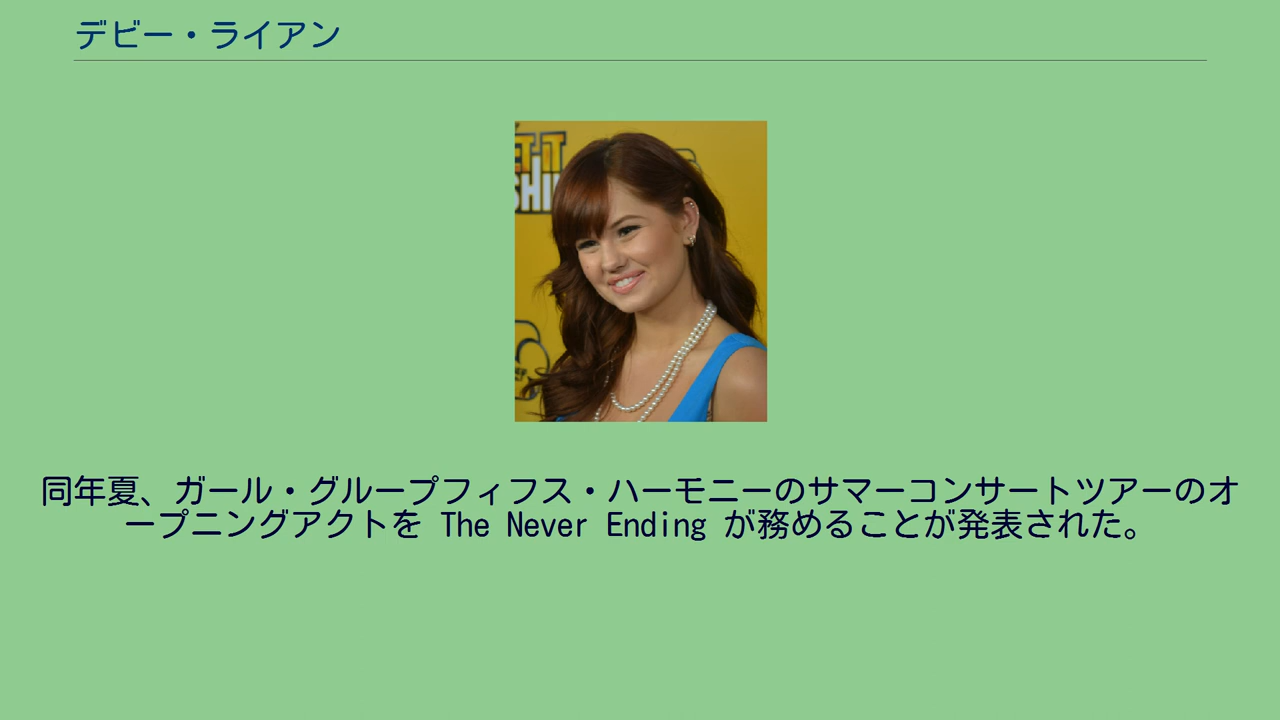 デビー・ライアン
ET IT
SHI
同年夏、ガール・グループフィフス・ハーモニーのサマーコンサートツアーのオ
ープニングアクトを The Never Ending が務めることが発表された。